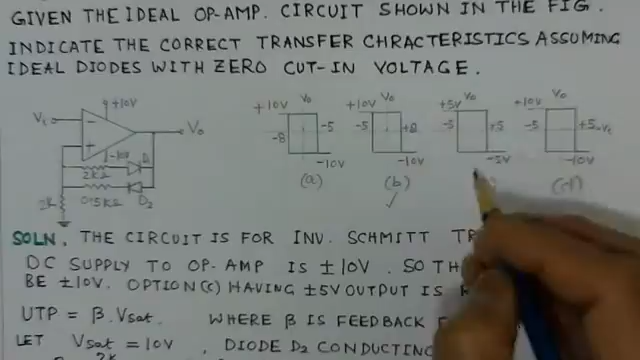 GIVEN THE IDEAL OP-AMP. CIRCUIT SHOWN IN THE FIG.
INDICATE THE CORRECT TRANSFER CHRACTERISTICS ASSUMING
IDEAL DIODES WITH ZERO CUT-IN VOLTAGE.
+10V
Vi
Vo
-10V
2KΩ
D1
0.5KΩ
D2
2K
+10V Vo
-8 -5
-10V
(a)
+10V Vo
-5 +8
-10V
(b)
✓
+5V Vo
-5 +5
-5V
+10V Vo
-5 +5 Vi
-10V
(d)
SOLN. THE CIRCUIT IS FOR INV. SCHMITT
DC SUPPLY TO OP-AMP IS ±10V. SO
BE ±10V. OPTION(C) HAVING ±5V OUTPUT IS
UTP = β.Vsat. WHERE β IS FEEDBACK
LET Vsat = 10V, DIODE D2 CONDUCTING
2K